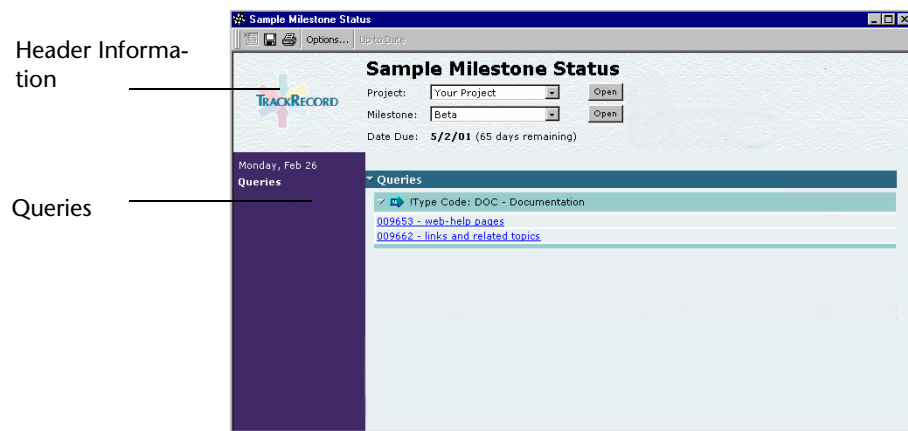 Sample Milestone Status
Options... Up to Date
Header Informa-
tion
TRACKRECORD
Sample Milestone Status
Project: Your Project Open
Milestone: Beta Open
Date Due: 5/2/01 (65 days remaining)
Monday, Feb 26
Queries
Queries
Queries
!Type Code: DOC - Documentation
009653 - web-help pages
009662 - links and related topics